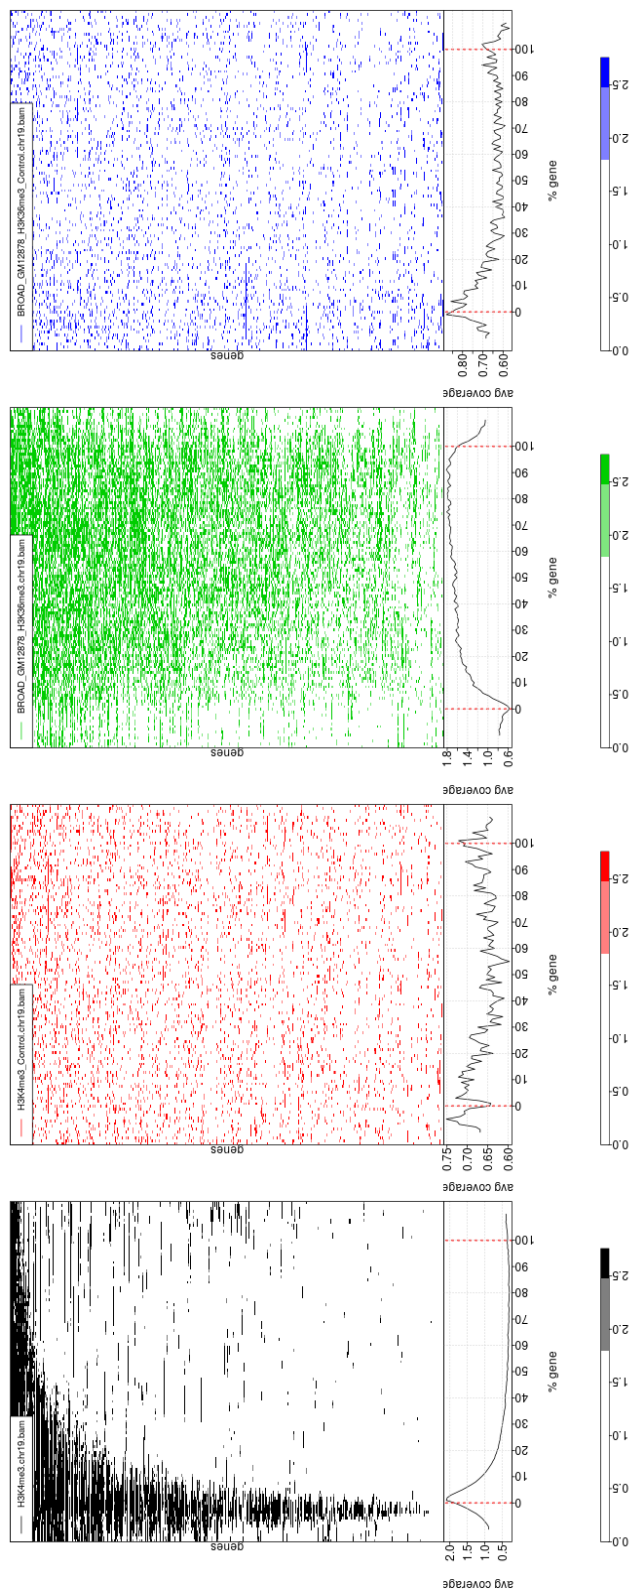 H3K4me3.chr19.bam
genes
avg coverage
2.0
1.5
1.0
0.5
0 10 20 30 40 50 60 70 80 90 100
% gene
0.0 0.5 1.0 1.5 2.0 2.5
H3K4me3_Control.chr19.bam
genes
avg coverage
0.75
0.70
0.65
0.60
0 10 20 30 40 50 60 70 80 90 100
% gene
0.0 0.5 1.0 1.5 2.0 2.5
BROAD_GM12878_H3K36me3.chr19.bam
genes
avg coverage
1.8
1.4
1.0
0.6
0 10 20 30 40 50 60 70 80 90 100
% gene
0.0 0.5 1.0 1.5 2.0 2.5
BROAD_GM12878_H3K36me3_Control.chr19.bam
genes
avg coverage
0.80
0.70
0.60
0 10 20 30 40 50 60 70 80 90 100
% gene
0.0 0.5 1.0 1.5 2.0 2.5